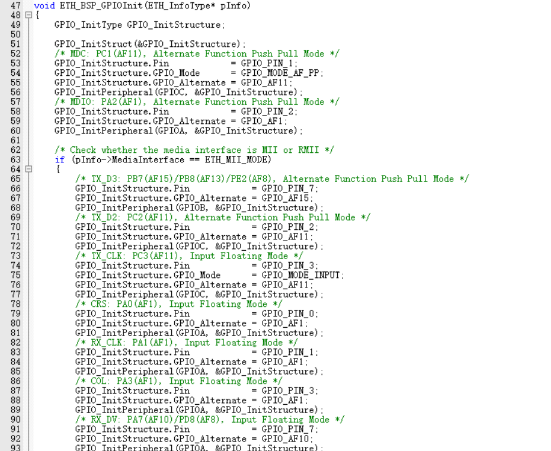 47 void ETH_BSP_GPIOInit(ETH_InfoType* pInfo)
48 {
49 GPIO_InitType GPIO_InitStructure;
50
51 GPIO_InitStruct(&GPIO_InitStructure);
52 /* MDC: PC1(AF11), Alternate Function Push Pull Mode */
53 GPIO_InitStructure.Pin = GPIO_PIN_1;
54 GPIO_InitStructure.GPIO_Mode = GPIO_MODE_AF_PP;
55 GPIO_InitStructure.GPIO_Alternate = GPIO_AF11;
56 GPIO_InitPeripheral(GPIOC, &GPIO_InitStructure);
57 /* MDIO: PA2(AF1), Alternate Function Push Pull Mode */
58 GPIO_InitStructure.Pin = GPIO_PIN_2;
59 GPIO_InitStructure.GPIO_Alternate = GPIO_AF1;
60 GPIO_InitPeripheral(GPIOA, &GPIO_InitStructure);
61
62 /* Check whether the media interface is MII or RMII */
63 if (pInfo->MediaInterface == ETH_MII_MODE)
64 {
65 /* TX_D3: PB7(AF15)/PB8(AF13)/PE2(AF8), Alternate Function Push Pull Mode */
66 GPIO_InitStructure.Pin = GPIO_PIN_7;
67 GPIO_InitStructure.GPIO_Alternate = GPIO_AF15;
68 GPIO_InitPeripheral(GPIOB, &GPIO_InitStructure);
69 /* TX_D2: PC2(AF11), Alternate Function Push Pull Mode */
70 GPIO_InitStructure.Pin = GPIO_PIN_2;
71 GPIO_InitStructure.GPIO_Alternate = GPIO_AF11;
72 GPIO_InitPeripheral(GPIOC, &GPIO_InitStructure);
73 /* TX_CLK: PC3(AF11), Input Floating Mode */
74 GPIO_InitStructure.Pin = GPIO_PIN_3;
75 GPIO_InitStructure.GPIO_Mode = GPIO_MODE_INPUT;
76 GPIO_InitStructure.GPIO_Alternate = GPIO_AF11;
77 GPIO_InitPeripheral(GPIOC, &GPIO_InitStructure);
78 /* CRS: PA0(AF1), Input Floating Mode */
79 GPIO_InitStructure.Pin = GPIO_PIN_0;
80 GPIO_InitStructure.GPIO_Alternate = GPIO_AF1;
81 GPIO_InitPeripheral(GPIOA, &GPIO_InitStructure);
82 /* RX_CLK: PA1(AF1), Input Floating Mode */
83 GPIO_InitStructure.Pin = GPIO_PIN_1;
84 GPIO_InitStructure.GPIO_Alternate = GPIO_AF1;
85 GPIO_InitPeripheral(GPIOA, &GPIO_InitStructure);
86 /* COL: PA3(AF1), Input Floating Mode */
87 GPIO_InitStructure.Pin = GPIO_PIN_3;
88 GPIO_InitStructure.GPIO_Alternate = GPIO_AF1;
89 GPIO_InitPeripheral(GPIOA, &GPIO_InitStructure);
90 /* RX_DV: PA7(AF10)/PD8(AF8), Input Floating Mode */
91 GPIO_InitStructure.Pin = GPIO_PIN_7;
92 GPIO_InitStructure.GPIO_Alternate = GPIO_AF10;
93 GPIO_InitPeripheral(GPIOA, &GPIO_InitStructure);